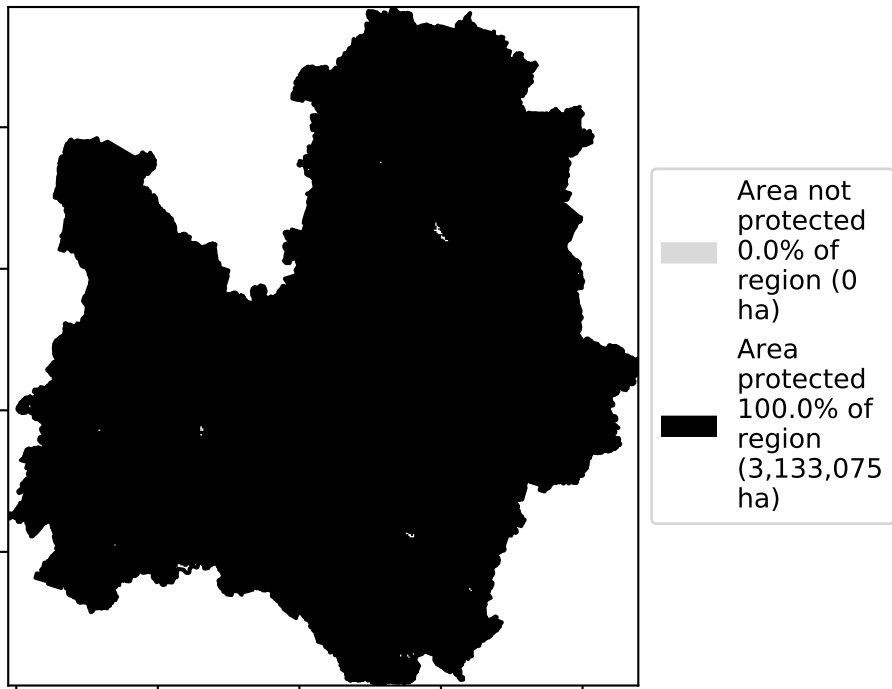 Area not
protected
0.0% of
region (0
ha)
Area
protected
100.0% of
region
(3,133,075
ha)